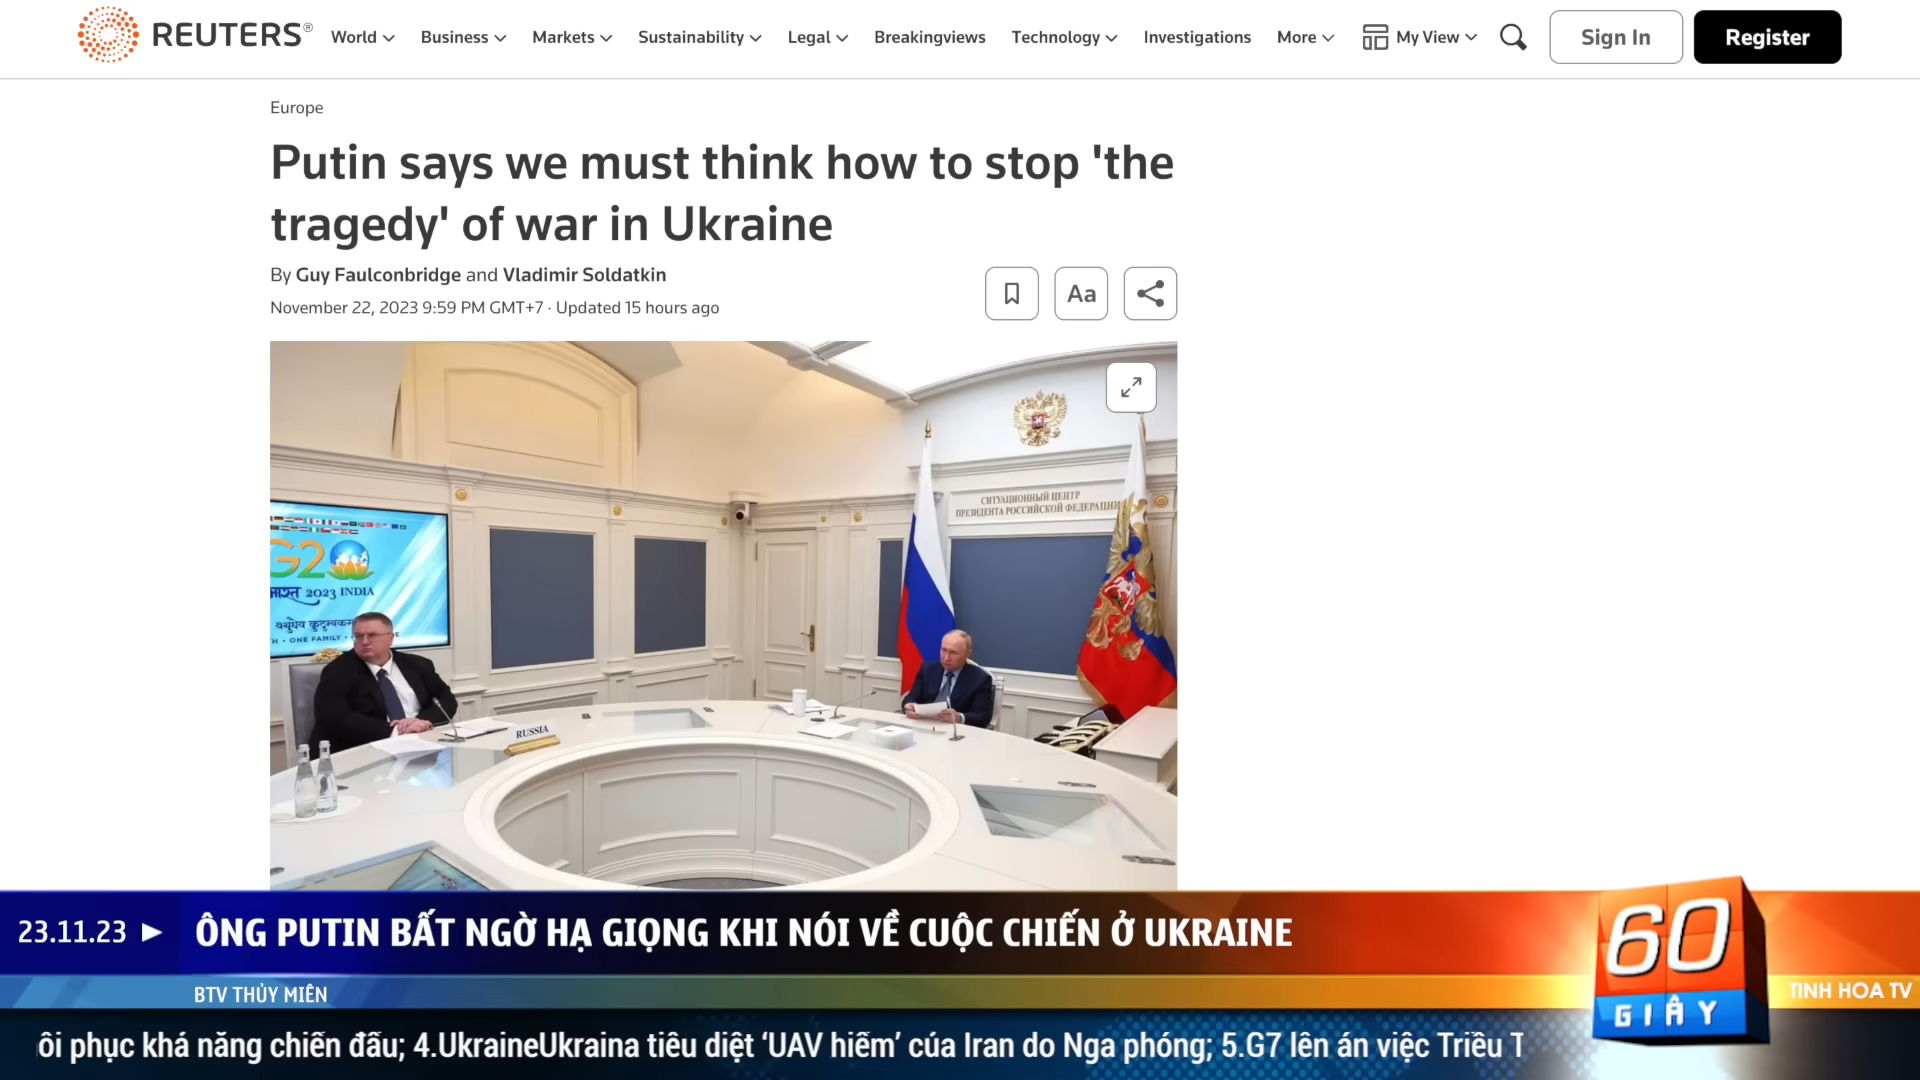 REUTERS®
World
Business
Markets
Sustainability
Legal
Breakingviews
Technology
Investigations
More
My View
Sign In
Register
Europe
Putin says we must think how to stop 'the
tragedy' of war in Ukraine
By Guy Faulconbridge and Vladimir Soldatkin
November 22, 2023 9:59 PM GMT+7 · Updated 15 hours ago
Aa
СИТУАЦИОННЫЙ ЦЕНТР
ПРЕЗИДЕНТА РОССИЙСКОЙ ФЕДЕРАЦИИ
G20
2023 INDIA
ONE FAMILY
RUSSIA
23.11.23
ÔNG PUTIN BẤT NGỜ HẠ GIỌNG KHI NÓI VỀ CUỘC CHIẾN Ở UKRAINE
BTV THỦY MIÊN
60
GIÂY
TINH HOA TV
ôi phục khá năng chiến đấu; 4.UkraineUkraina tiêu diệt ‘UAV hiếm’ của Iran do Nga phóng; 5.G7 lên án việc Triều T